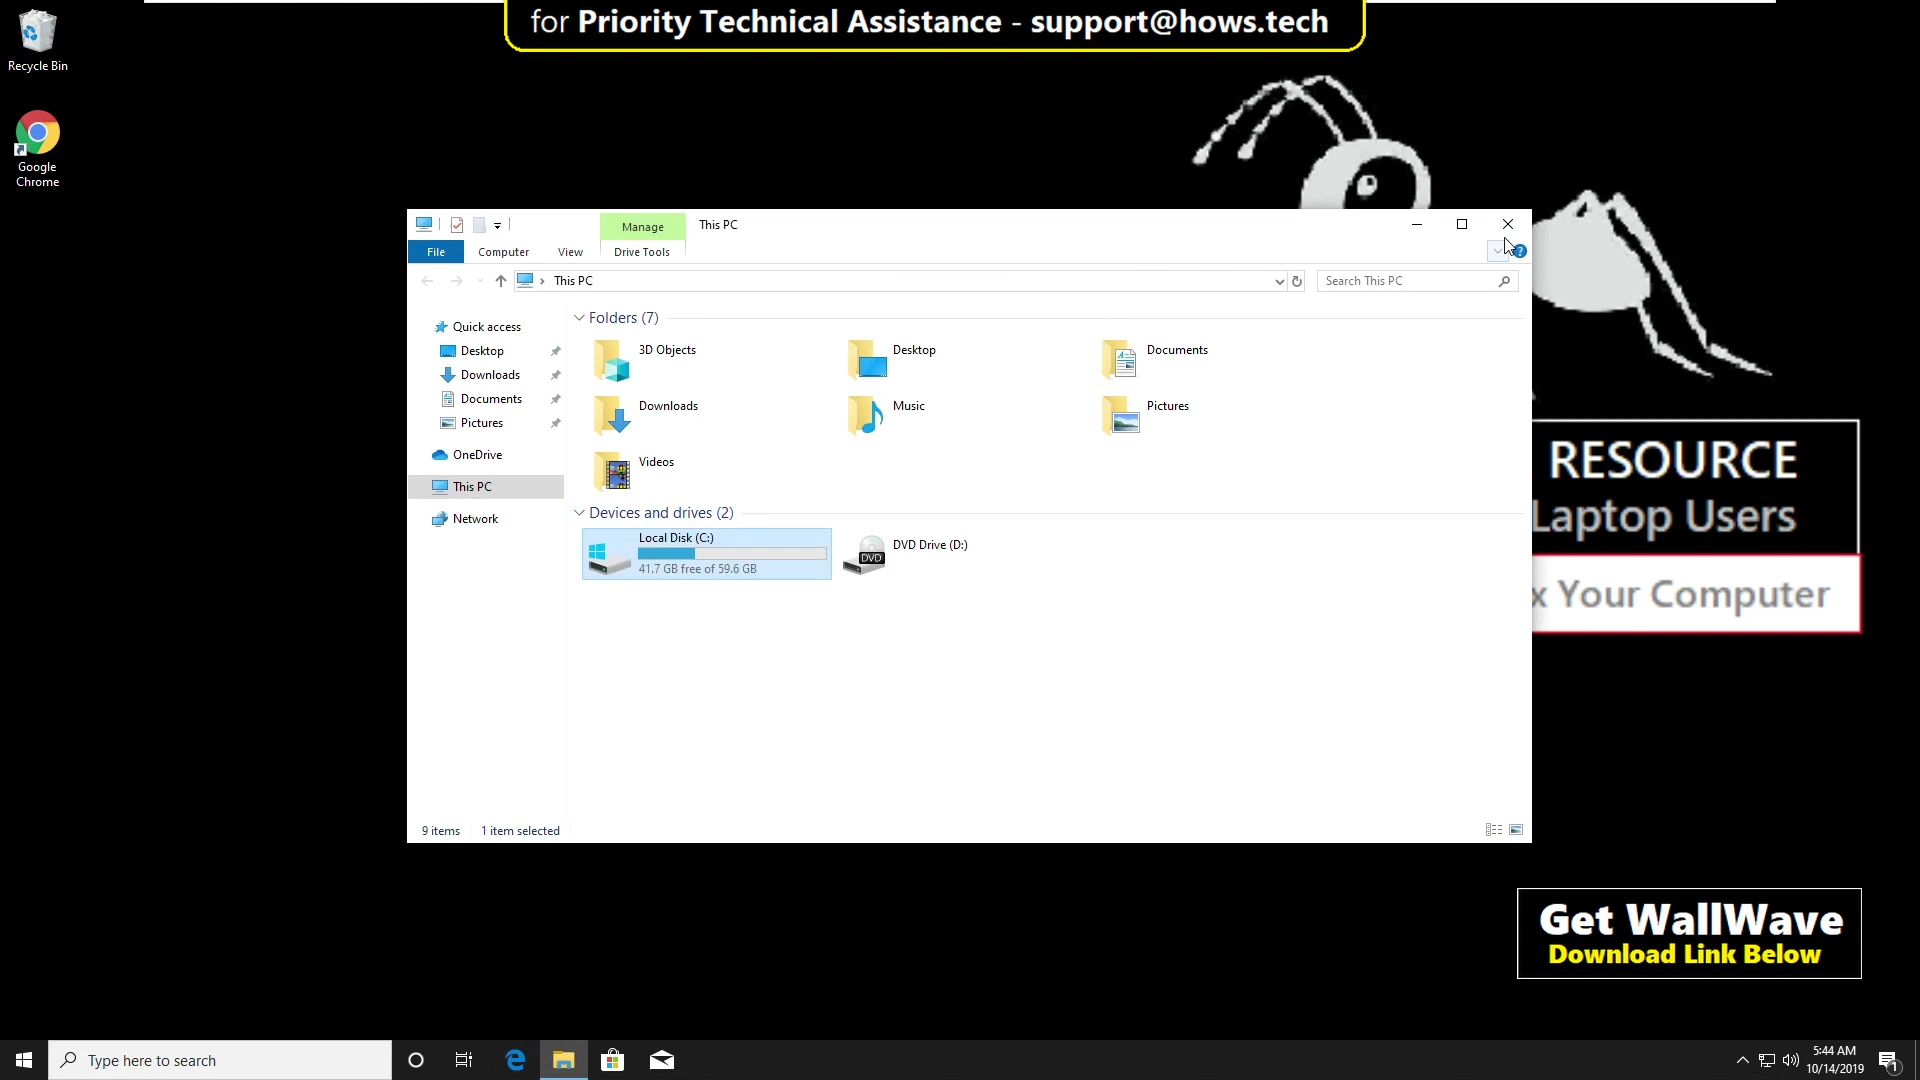 for Priority Technical Assistance - support@hows.tech
Recycle Bin
Google
Chrome
Manage
This PC
File
Computer
View
Drive Tools
This PC
Search This PC
Quick access
Desktop
Downloads
Documents
Pictures
OneDrive
This PC
Network
Folders (7)
3D Objects
Desktop
Documents
Downloads
Music
Pictures
Videos
Devices and drives (2)
Local Disk (C:)
41.7 GB free of 59.6 GB
DVD
DVD Drive (D:)
9 items
1 item selected
RESOURCE
Laptop Users
x Your Computer
Get WallWave
Download Link Below
Type here to search
5:44 AM
10/14/2019
1